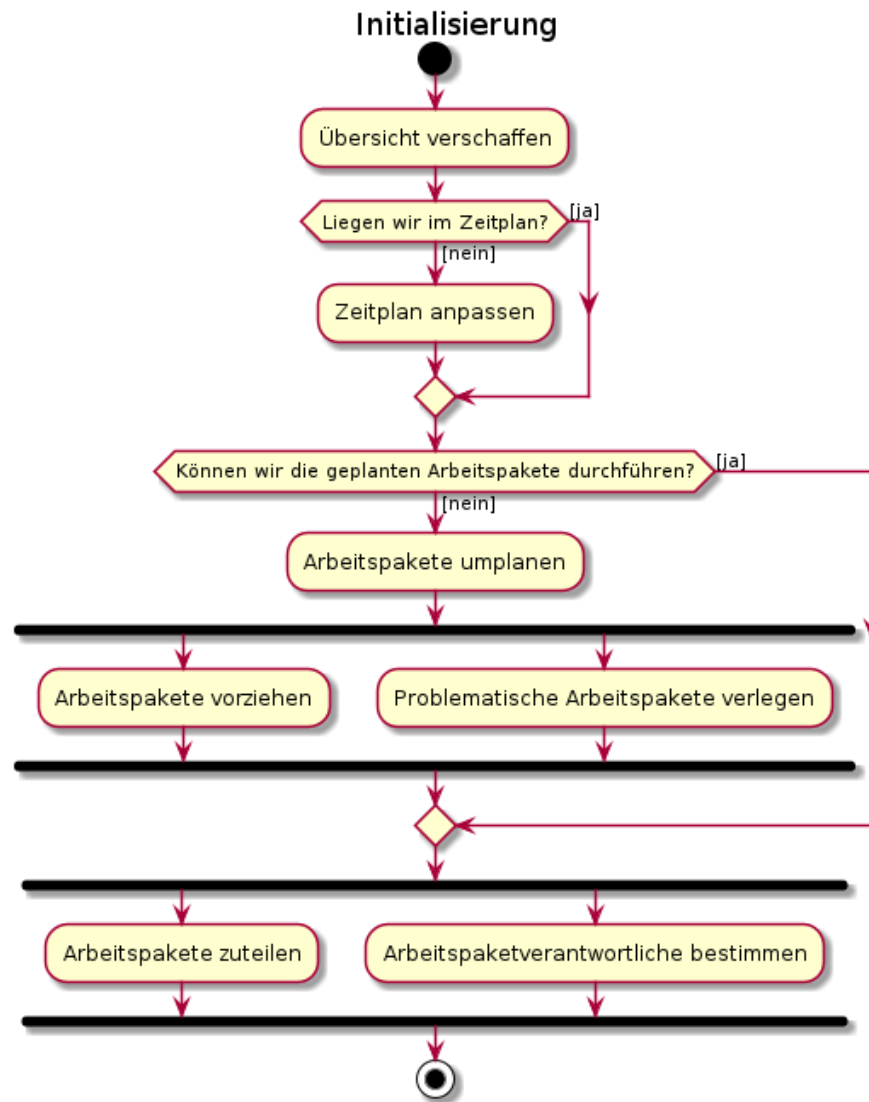 Initialisierung
Übersicht verschaffen
Liegen wir im Zeitplan?
[ja]
[nein]
Zeitplan anpassen
Können wir die geplanten Arbeitspakete durchführen?
[ja]
[nein]
Arbeitspakete umplanen
Arbeitspakete vorziehen
Problematische Arbeitspakete verlegen
Arbeitspakete zuteilen
Arbeitspaketverantwortliche bestimmen